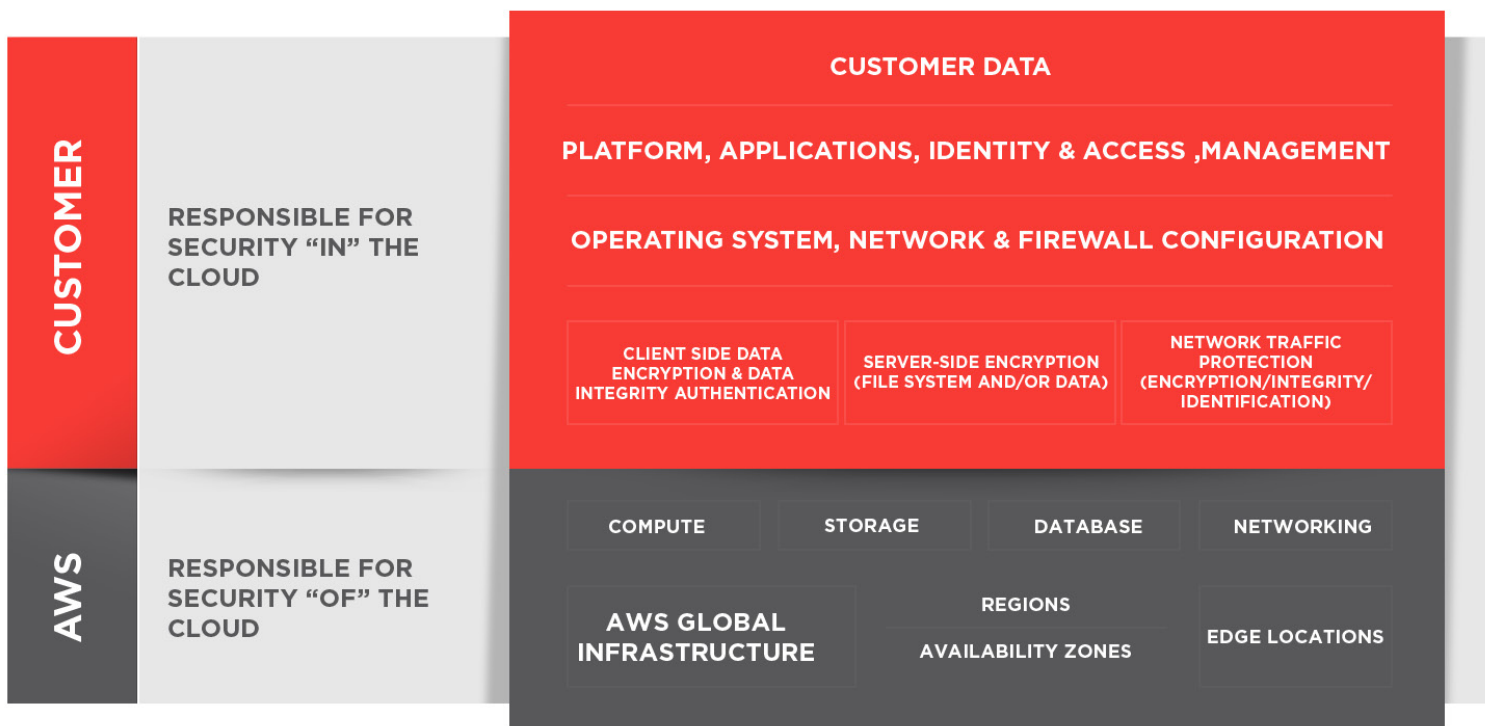 CUSTOMER
RESPONSIBLE FOR
SECURITY “IN” THE
CLOUD
CUSTOMER DATA
PLATFORM, APPLICATIONS, IDENTITY & ACCESS ,MANAGEMENT
OPERATING SYSTEM, NETWORK & FIREWALL CONFIGURATION
CLIENT SIDE DATA
ENCRYPTION & DATA
INTEGRITY AUTHENTICATION
SERVER-SIDE ENCRYPTION
(FILE SYSTEM AND/OR DATA)
NETWORK TRAFFIC
PROTECTION
(ENCRYPTION/INTEGRITY/
IDENTIFICATION)
AWS
RESPONSIBLE FOR
SECURITY “OF” THE
CLOUD
COMPUTE
STORAGE
DATABASE
NETWORKING
AWS GLOBAL
INFRASTRUCTURE
REGIONS
AVAILABILITY ZONES
EDGE LOCATIONS